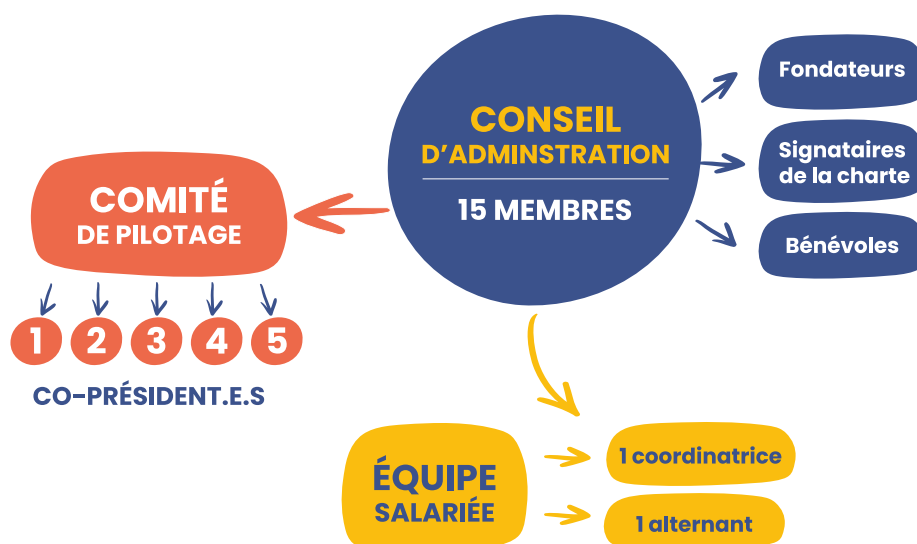 CONSEIL
D'ADMINSTRATION
15 MEMBRES
Fondateurs
Signataires
de la charte
Bénévoles
COMITÉ
DE PILOTAGE
1 2 3 4 5
CO-PRÉSIDENT.E.S
ÉQUIPE
SALARIÉE
1 coordinatrice
1 alternant